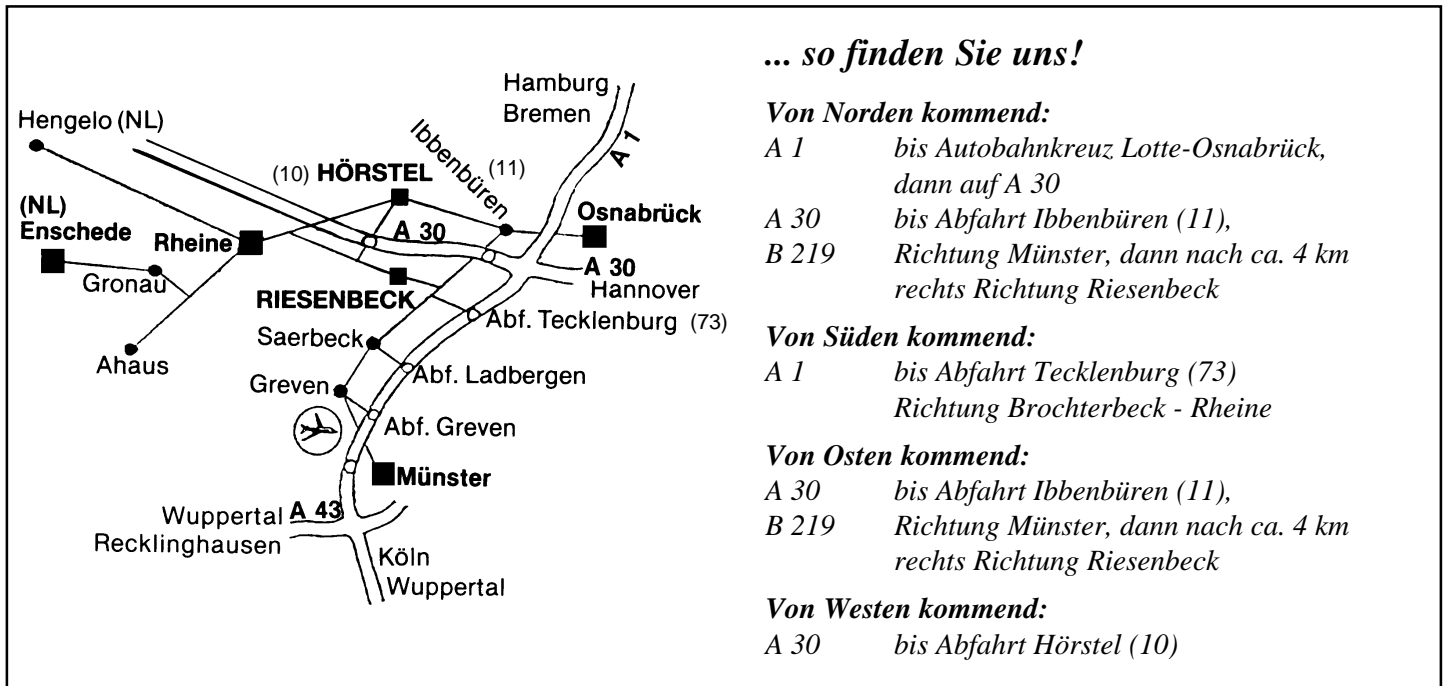 Hamburg
Bremen
A 1
Hengelo (NL)
Ibbenbüren
(11)
(10) HÖRSTEL
(NL)
Enschede
Rheine
A 30
Osnabrück
Gronau
A 30
Hannover
RIESENBECK
Abf. Tecklenburg (73)
Saerbeck
Ahaus
Abf. Ladbergen
Greven
Abf. Greven
Münster
Wuppertal A 43
Recklinghausen
Köln
Wuppertal
... so finden Sie uns!
Von Norden kommend:
A 1 bis Autobahnkreuz Lotte-Osnabrück,
dann auf A 30
A 30 bis Abfahrt Ibbenbüren (11),
B 219 Richtung Münster, dann nach ca. 4 km
rechts Richtung Riesenbeck
Von Süden kommend:
A 1 bis Abfahrt Tecklenburg (73)
Richtung Brochterbeck - Rheine
Von Osten kommend:
A 30 bis Abfahrt Ibbenbüren (11),
B 219 Richtung Münster, dann nach ca. 4 km
rechts Richtung Riesenbeck
Von Westen kommend:
A 30 bis Abfahrt Hörstel (10)